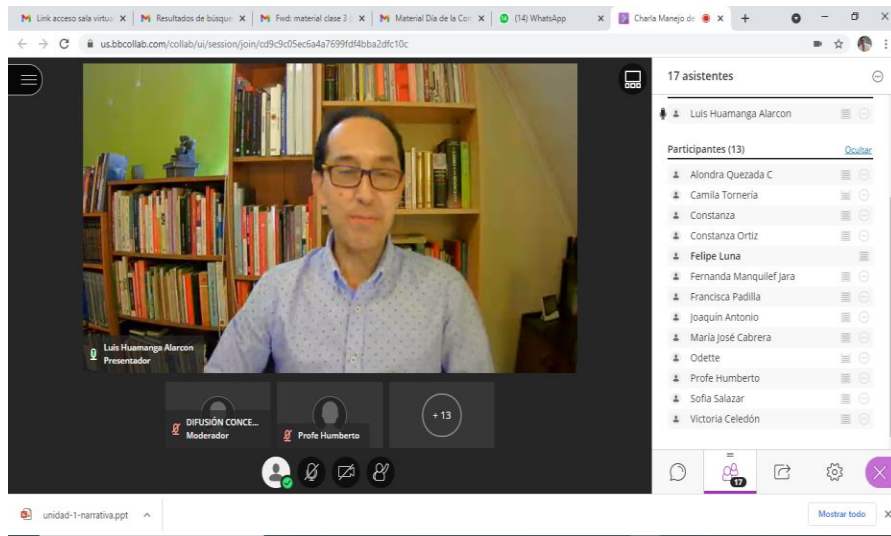 Link acceso sala virtua
Resultados de búsque
Fwd: material clase 3
Material Día de la Con
(14) WhatsApp
Charla Manejo de
us.bbcollab.com/collab/ui/session/join/cd9c9c05ec6a4a7699fdf4bba2dfc10c
17 asistentes
Luis Huamanga Alarcon
Participantes (13)
Ocultar
Alondra Quezada C
Camila Tornería
Constanza
Constanza Ortiz
Felipe Luna
Fernanda Manquilef Jara
Francisca Padilla
Joaquín Antonio
María José Cabrera
Odette
Profe Humberto
Sofia Salazar
Victoria Celedón
Luis Huamanga Alarcon
Presentador
DIFUSIÓN CONCE...
Moderador
Profe Humberto
+ 13
17
unidad-1-narrativa.ppt
Mostrar todo